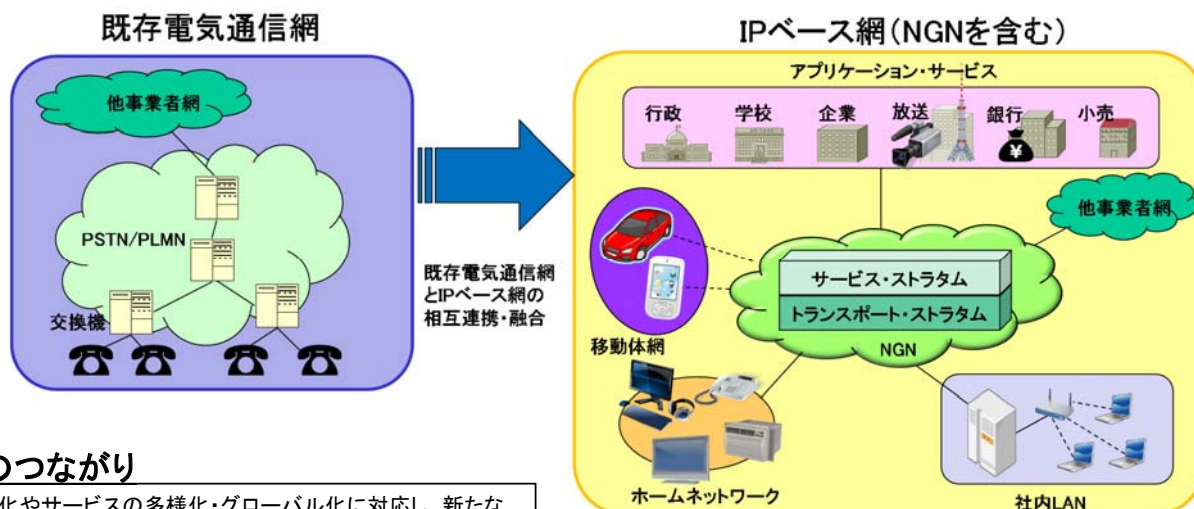 既存電気通信網
他事業者網
PSTN/PLMN
交換機
既存電気通信網
とIPベース網の
相互連携・融合
IPベース網(NGNを含む)
アプリケーション・サービス
行政
学校
企業
放送
銀行
小売
¥
他事業者網
サービス・ストラタム
トランスポート・ストラタム
NGN
移動体網
ホームネットワーク
社内LAN
のつながり
化やサービスの多様化・グローバル化に対応し、新たな